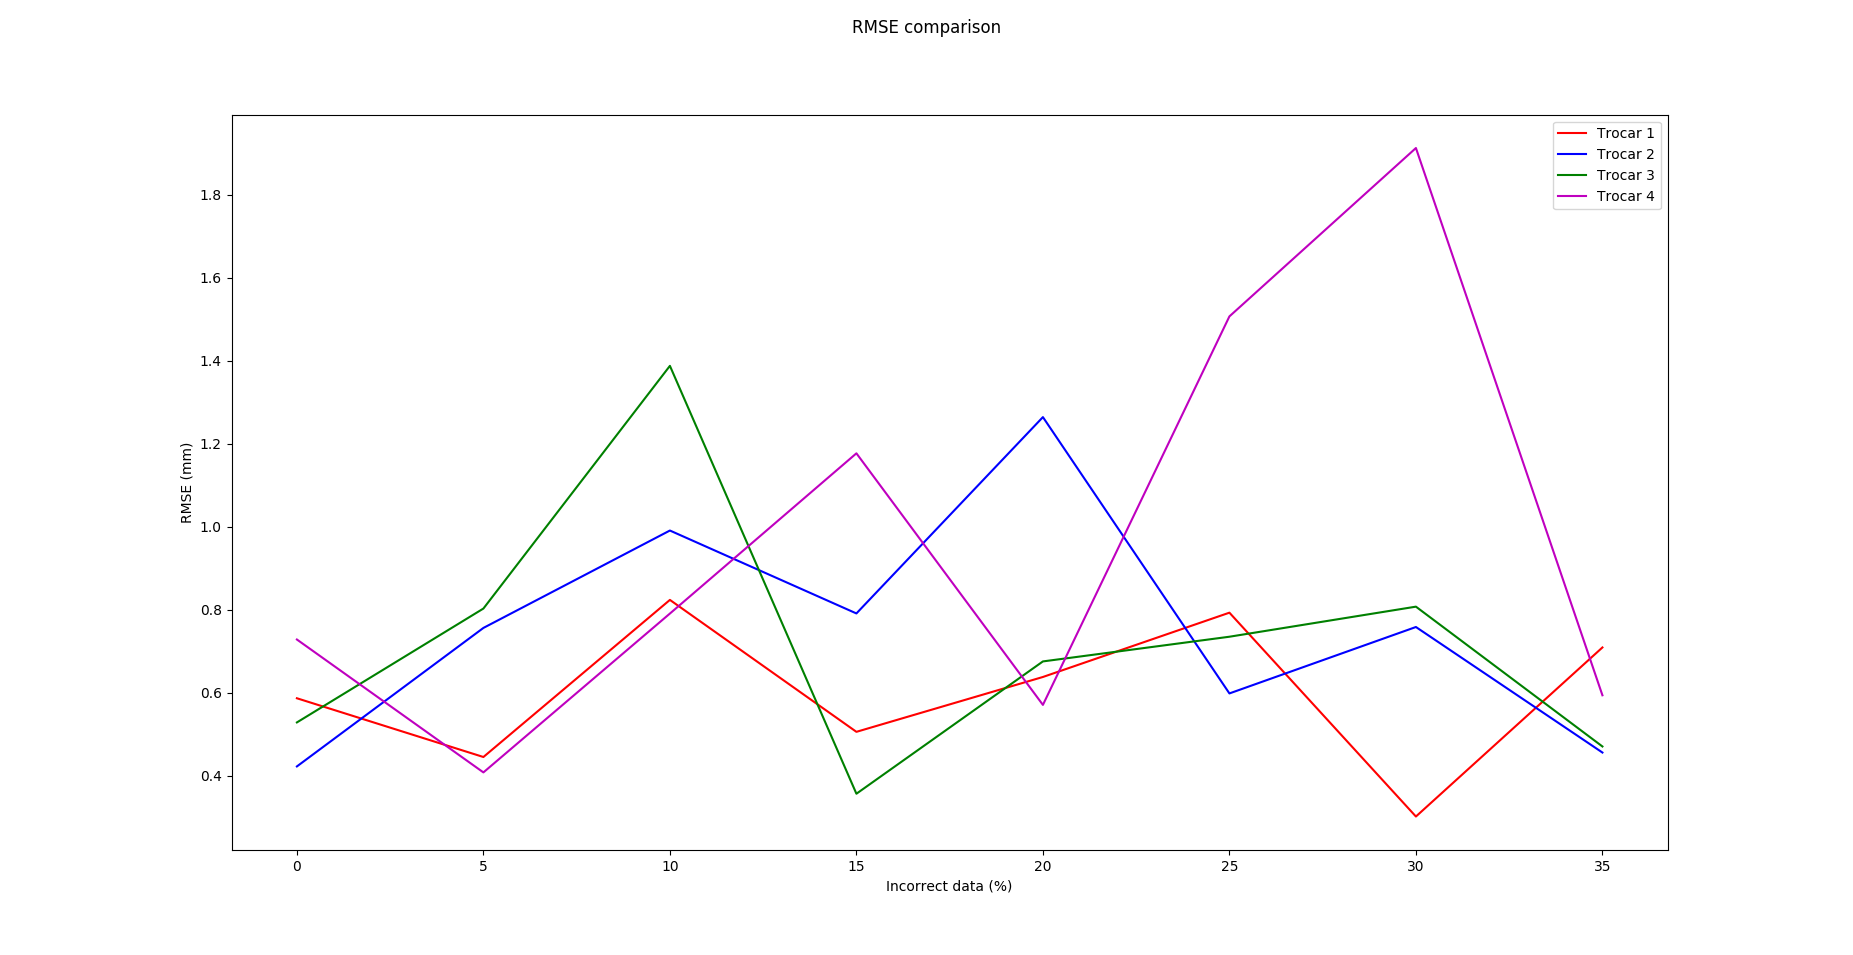 RMSE comparison
Trocar 1
Trocar 2
Trocar 3
Trocar 4
1.8
1.6
1.4
1.2
1.0
0.8
0.6
0.4
RMSE (mm)
0 5 10 15 20 25 30 35
Incorrect data (%)